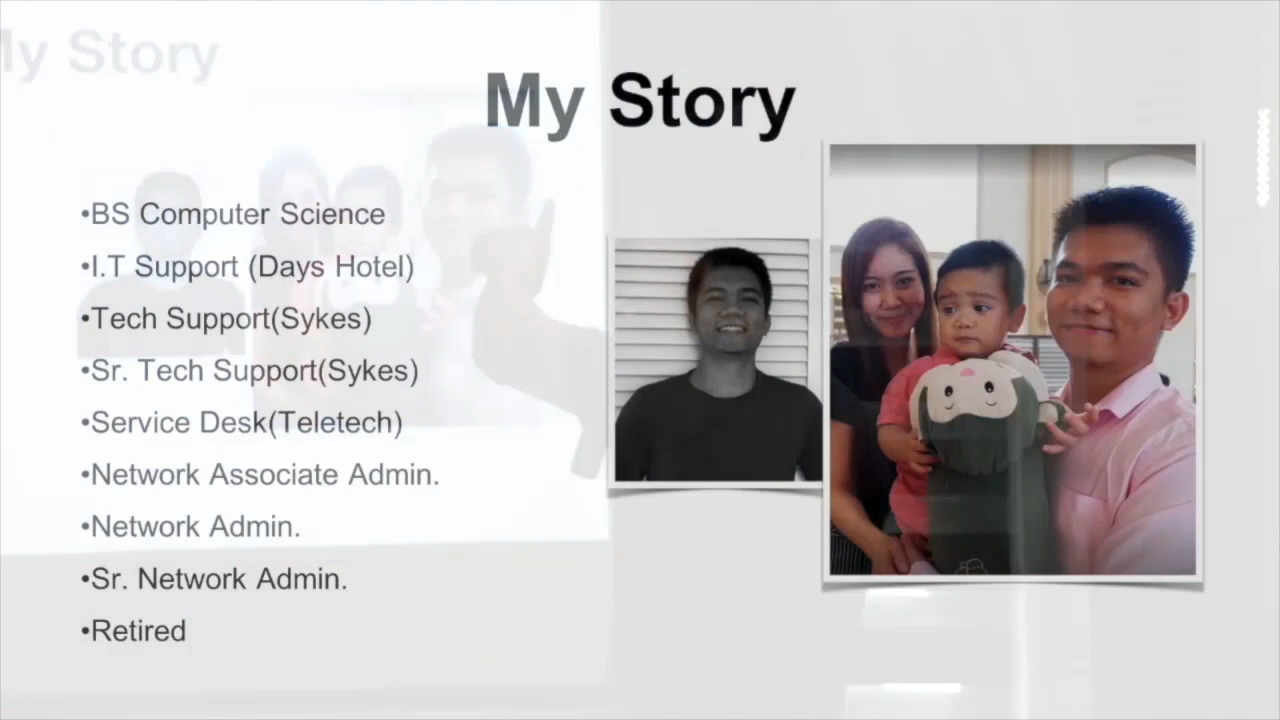 My Story
My Story
•BS Computer Science
•I.T Support (Days Hotel)
•Tech Support(Sykes)
•Sr. Tech Support(Sykes)
•Service Desk(Teletech)
•Network Associate Admin.
•Network Admin.
•Sr. Network Admin.
•Retired